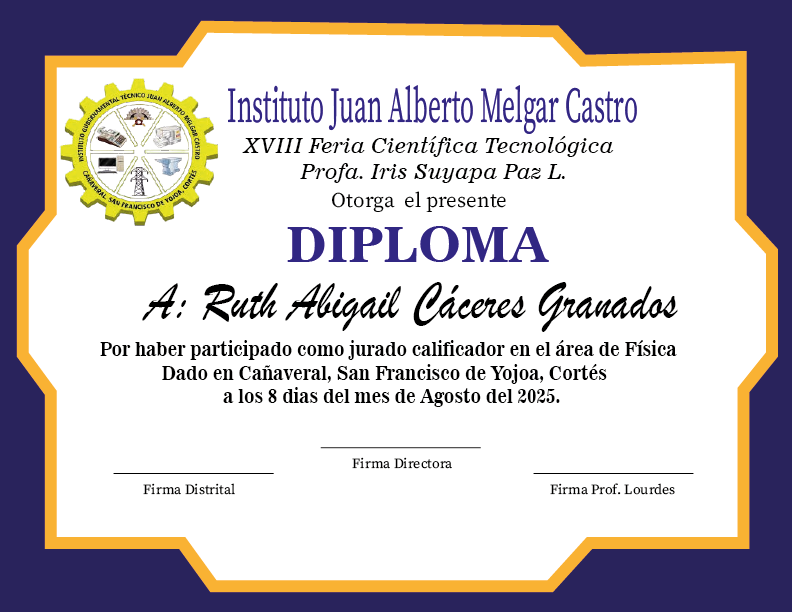 INSTITUTO GUBERNAMENTAL TÉCNICO JUAN ALBERTO MELGAR CASTRO
CAÑAVERAL, SAN FRANCISCO DE YOJOA, CORTÉS
Instituto Juan Alberto Melgar Castro
XVIII Feria Científica Tecnológica
Profa. Iris Suyapa Paz L.
Otorga el presente
DIPLOMA
A: Ruth Abigail Cáceres Granados
Por haber participado como jurado calificador en el área de Física
Dado en Cañaveral, San Francisco de Yojoa, Cortés
a los 8 dias del mes de Agosto del 2025.
Firma Directora
Firma Distrital
Firma Prof. Lourdes